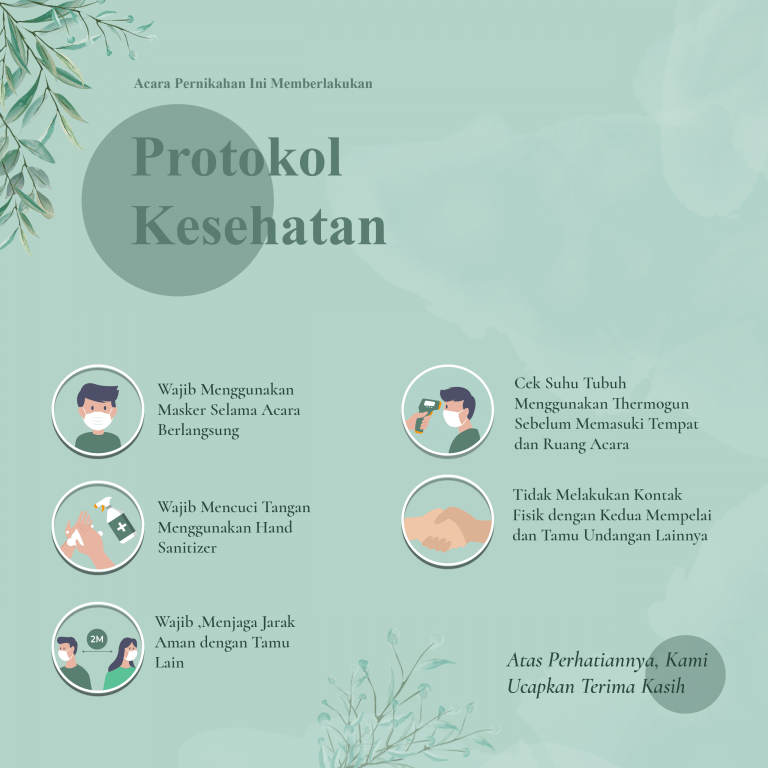 Acara Pernikahan Ini Memberlakukan
Protokol
Kesehatan
Wajib Menggunakan
Masker Selama Acara
Berlangsung
Wajib Mencuci Tangan
Menggunakan Hand
Sanitizer
2M
Wajib ,Menjaga Jarak
Aman dengan Tamu
Lain
Cek Suhu Tubuh
Menggunakan Thermogun
Sebelum Memasuki Tempat
dan Ruang Acara
Tidak Melakukan Kontak
Fisik dengan Kedua Mempelai
dan Tamu Undangan Lainnya
Atas Perhatiannya, Kami
Ucapkan Terima Kasih